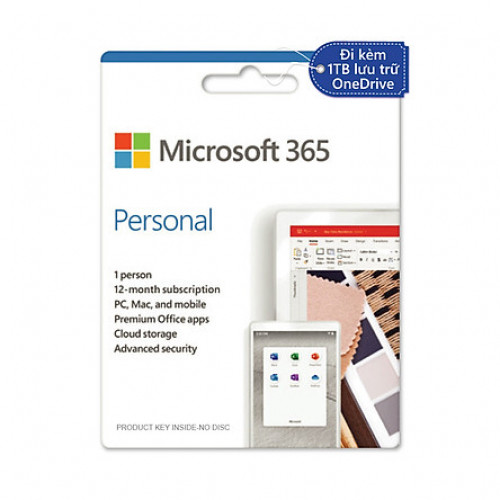 Đi kèm
1TB lưu trữ
OneDrive
Microsoft 365
Personal
1 person
12-month subscription
PC, Mac, and mobile
Premium Office apps
Cloud storage
Advanced security
Microsoft
PRODUCT KEY INSIDE-NO DISC